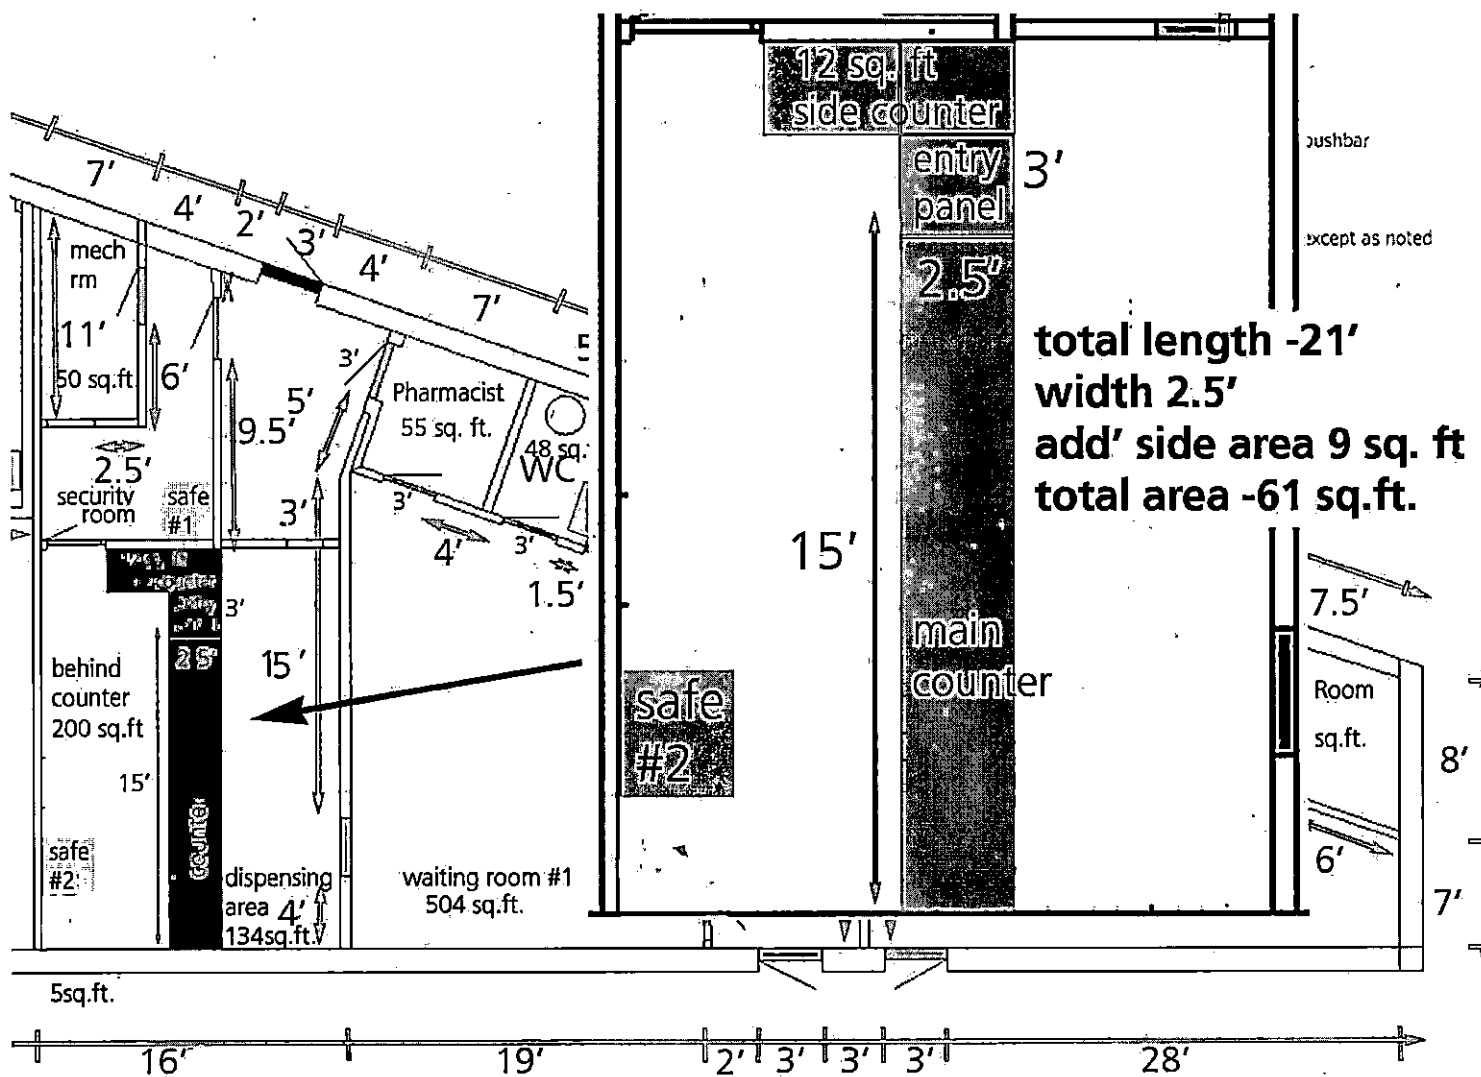 12 sq. ft
side counter
entry
panel
3'
2.5'
15'
main
counter
safe
#2
total length -21'
width 2.5'
add' side area 9 sq. ft
total area -61 sq.ft.
pushbar
except as noted
7'
4'
2'
3'
4'
7'
5
mech
rm
11'
50 sq.ft.
6'
2.5'
security
room
safe
#1
9.5'
5'
3'
3'
Pharmacist
55 sq. ft.
48 sq.
WC
3'
4'
3'
1.5'
3'
2 5'
15'
behind
counter
200 sq.ft
15'
counter
safe
#2
dispensing
area
134sq.ft.
4'
waiting room #1
504 sq.ft.
7.5'
Room
sq.ft.
8'
6'
7'
5sq.ft.
16'
19'
2'
3'
3'
3'
28'